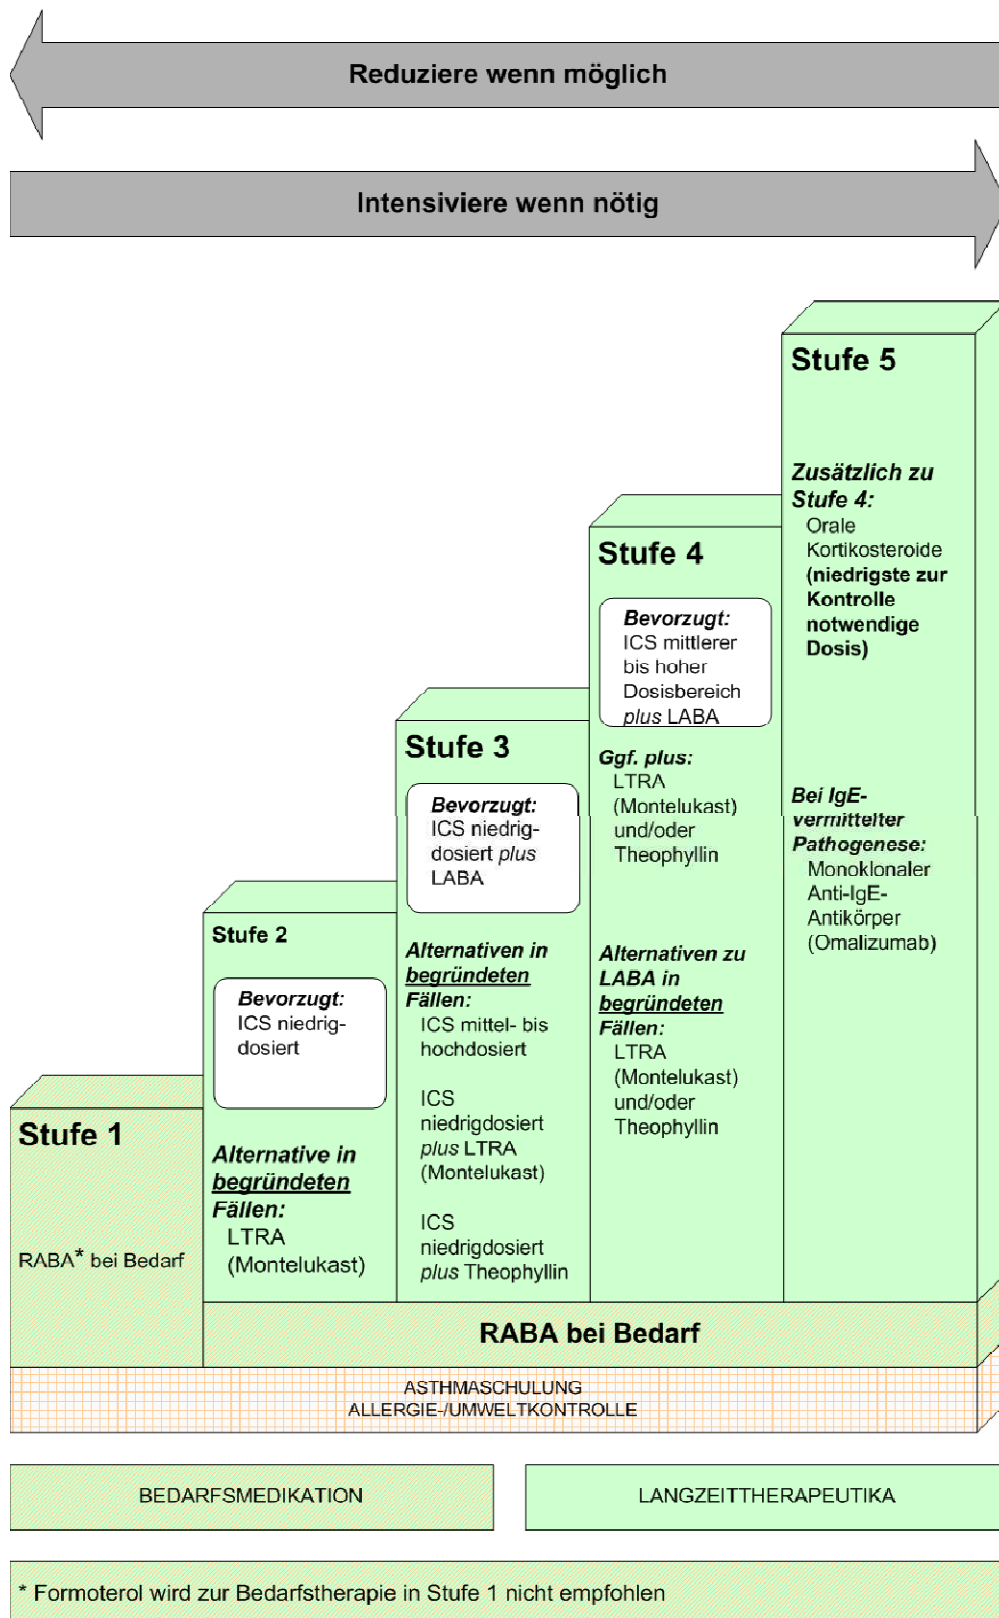 Reduziere wenn möglich
Intensiviere wenn nötig
Stufe 1
RABA* bei Bedarf
Stufe 2
Bevorzugt:
ICS niedrig-
dosiert
Alternative in
begründeten
Fällen:
LTRA
(Montelukast)
Stufe 3
Bevorzugt:
ICS niedrig-
dosiert plus
LABA
Alternativen in
begründeten
Fällen:
ICS mittel- bis
hochdosiert
ICS
niedrigdosiert
plus LTRA
(Montelukast)
ICS
niedrigdosiert
plus Theophyllin
Stufe 4
Bevorzugt:
ICS mittlerer
bis hoher
Dosisbereich
plus LABA
Ggf. plus:
LTRA
(Montelukast)
und/oder
Theophyllin
Alternativen zu
LABA in
begründeten
Fällen:
LTRA
(Montelukast)
und/oder
Theophyllin
Stufe 5
Zusätzlich zu
Stufe 4:
Orale
Kortikosteroide
(niedrigste zur
Kontrolle
notwendige
Dosis)
Bei IgE-
vermittelter
Pathogenese:
Monoklonaler
Anti-IgE-
Antikörper
(Omalizumab)
RABA bei Bedarf
ASTHMASCHULUNG
ALLERGIE-/UMWELTKONTROLLE
BEDARFSMEDIKATION
LANGZEITTHERAPEUTIKA
* Formoterol wird zur Bedarfstherapie in Stufe 1 nicht empfohlen